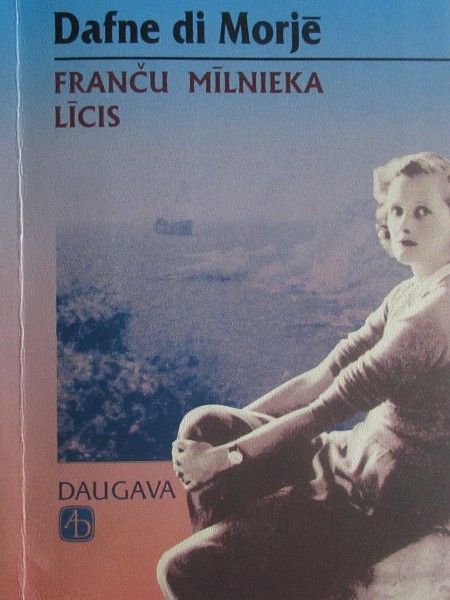 Dafne di Morjē
FRANČU MĪLNIEKA
LĪCIS
DAUGAVA
AD